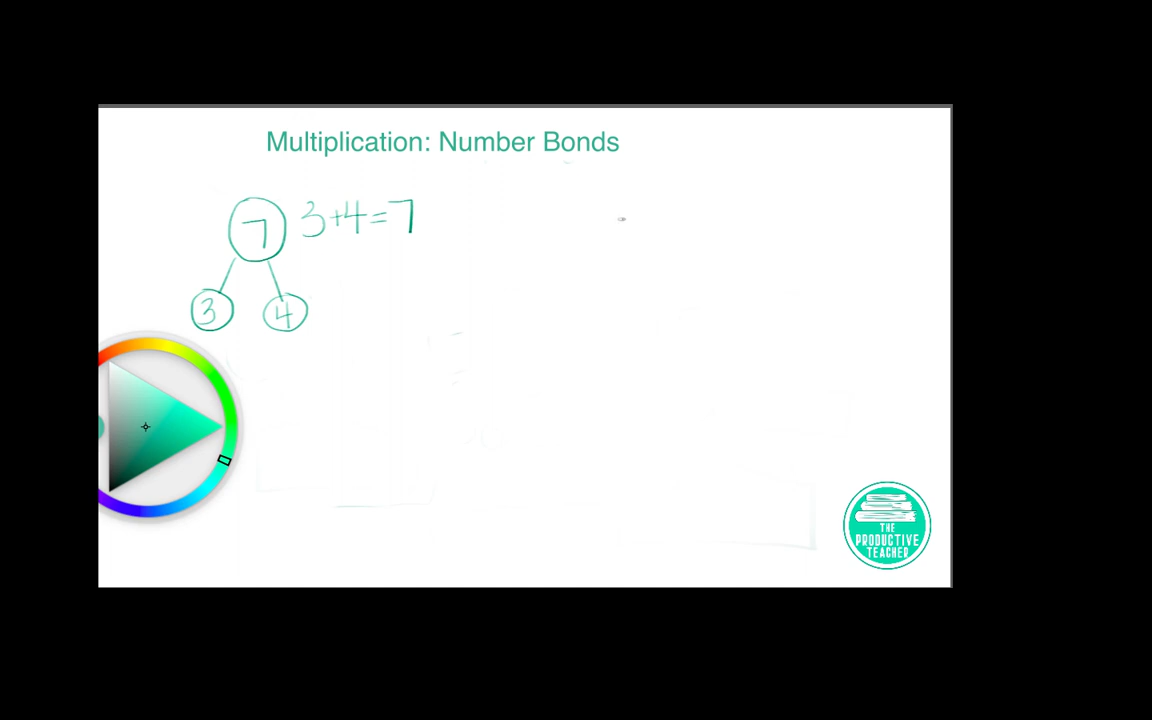 Multiplication: Number Bonds
7 3+4=7
3 4
THE
PRODUCTIVE
TEACHER